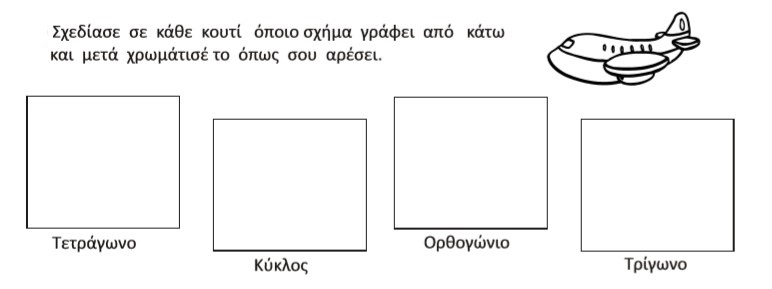 Σχεδίασε σε κάθε κουτί όποιο σχήμα γράφει από κάτω
και μετά χρωμάτισέ το όπως σου αρέσει.
Τετράγωνο
Κύκλος
Ορθογώνιο
Τρίγωνο